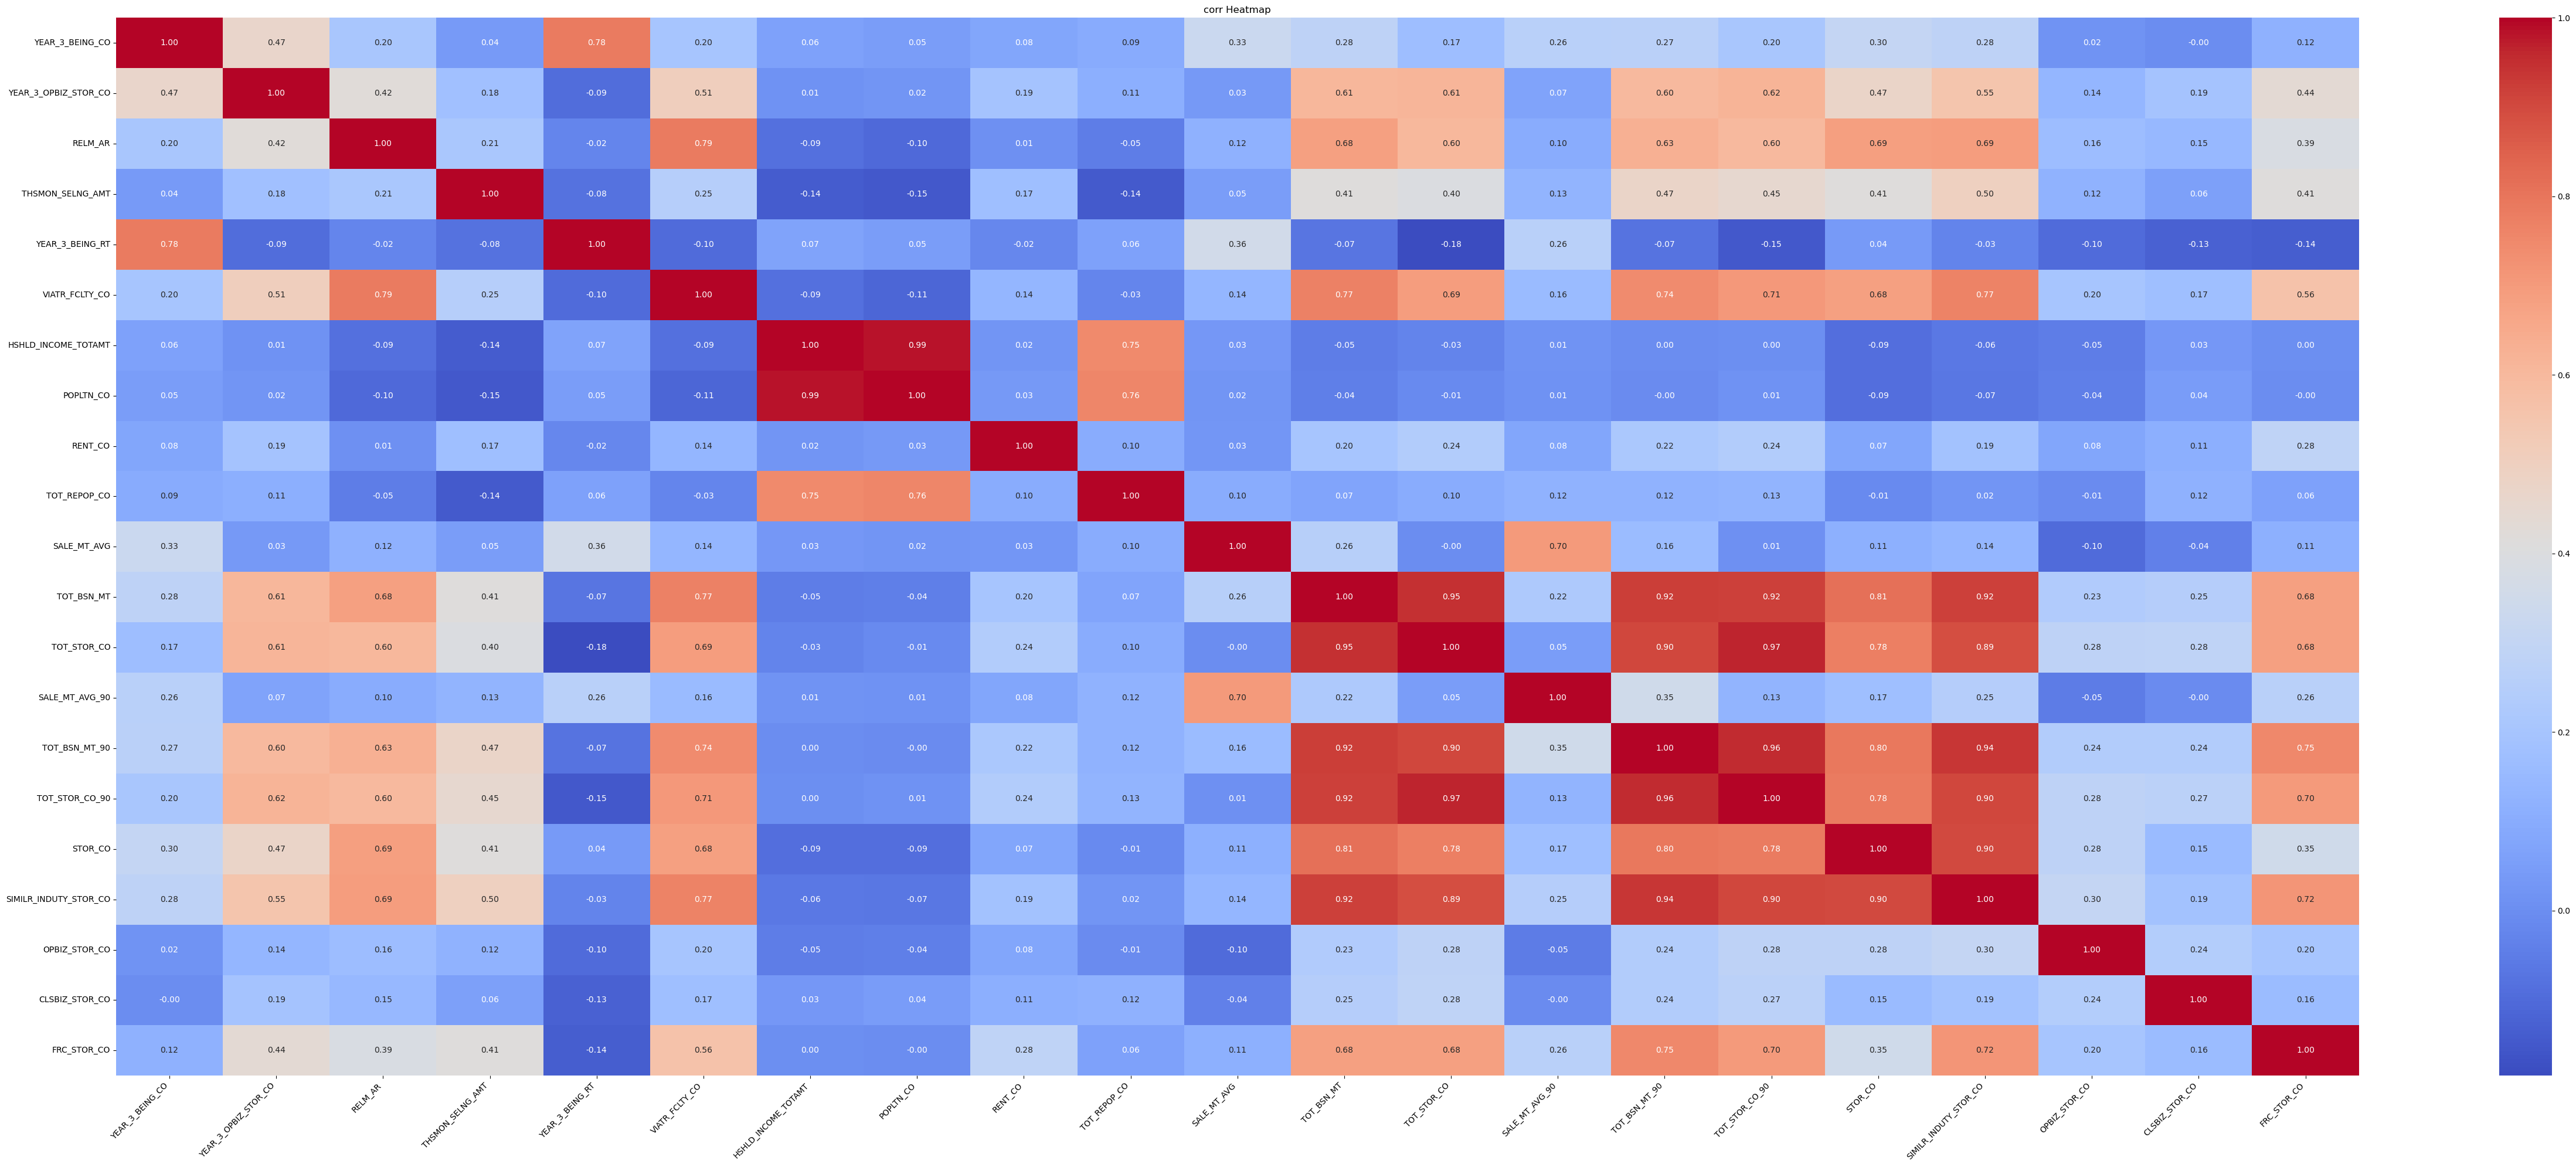 corr Heatmap
YEAR_3_BEING_CO 1.00 0.47 0.20 0.04 0.78 0.20 0.06 0.05 0.08 0.09 0.33 0.28 0.17 0.26 0.27 0.20 0.30 0.28 0.02 -0.00 0.12
YEAR_3_OPBIZ_STOR_CO 0.47 1.00 0.42 0.18 -0.09 0.51 0.01 0.02 0.19 0.11 0.03 0.61 0.61 0.07 0.60 0.62 0.47 0.55 0.14 0.19 0.44
RELM_AR 0.20 0.42 1.00 0.21 -0.02 0.79 -0.09 -0.10 0.01 -0.05 0.12 0.68 0.60 0.10 0.63 0.60 0.69 0.69 0.16 0.15 0.39
THSMON_SELNG_AMT 0.04 0.18 0.21 1.00 -0.08 0.25 -0.14 -0.15 0.17 -0.14 0.05 0.41 0.40 0.13 0.47 0.45 0.41 0.50 0.12 0.06 0.41
YEAR_3_BEING_RT 0.78 -0.09 -0.02 -0.08 1.00 -0.10 0.07 0.05 -0.02 0.06 0.36 -0.07 -0.18 0.26 -0.07 -0.15 0.04 -0.03 -0.10 -0.13 -0.14
VIATR_FCLTY_CO 0.20 0.51 0.79 0.25 -0.10 1.00 -0.09 -0.11 0.14 -0.03 0.14 0.77 0.69 0.16 0.74 0.71 0.68 0.77 0.20 0.17 0.56
HSHLD_INCOME_TOTAMT 0.06 0.01 -0.09 -0.14 0.07 -0.09 1.00 0.99 0.02 0.75 0.03 -0.05 -0.03 0.01 0.00 0.00 -0.09 -0.06 -0.05 0.03 0.00
POPLTN_CO 0.05 0.02 -0.10 -0.15 0.05 -0.11 0.99 1.00 0.03 0.76 0.02 -0.04 -0.01 0.01 -0.00 0.01 -0.09 -0.07 -0.04 0.04 -0.00
RENT_CO 0.08 0.19 0.01 0.17 -0.02 0.14 0.02 0.03 1.00 0.10 0.03 0.20 0.24 0.08 0.22 0.24 0.07 0.19 0.08 0.11 0.28
TOT_REPOP_CO 0.09 0.11 -0.05 -0.14 0.06 -0.03 0.75 0.76 0.10 1.00 0.10 0.07 0.10 0.12 0.12 0.13 -0.01 0.02 -0.01 0.12 0.06
SALE_MT_AVG 0.33 0.03 0.12 0.05 0.36 0.14 0.03 0.02 0.03 0.10 1.00 0.26 -0.00 0.70 0.16 0.01 0.11 0.14 -0.10 -0.04 0.11
TOT_BSN_MT 0.28 0.61 0.68 0.41 -0.07 0.77 -0.05 -0.04 0.20 0.07 0.26 1.00 0.95 0.22 0.92 0.92 0.81 0.92 0.23 0.25 0.68
TOT_STOR_CO 0.17 0.61 0.60 0.40 -0.18 0.69 -0.03 -0.01 0.24 0.10 -0.00 0.95 1.00 0.05 0.90 0.97 0.78 0.89 0.28 0.28 0.68
SALE_MT_AVG_90 0.26 0.07 0.10 0.13 0.26 0.16 0.01 0.01 0.08 0.12 0.70 0.22 0.05 1.00 0.35 0.13 0.17 0.25 -0.05 -0.00 0.26
TOT_BSN_MT_90 0.27 0.60 0.63 0.47 -0.07 0.74 0.00 -0.00 0.22 0.12 0.16 0.92 0.90 0.35 1.00 0.96 0.80 0.94 0.24 0.24 0.75
TOT_STOR_CO_90 0.20 0.62 0.60 0.45 -0.15 0.71 0.00 0.01 0.24 0.13 0.01 0.92 0.97 0.13 0.96 1.00 0.78 0.90 0.28 0.27 0.70
STOR_CO 0.30 0.47 0.69 0.41 0.04 0.68 -0.09 -0.09 0.07 -0.01 0.11 0.81 0.78 0.17 0.80 0.78 1.00 0.90 0.28 0.15 0.35
SIMILR_INDUTY_STOR_CO 0.28 0.55 0.69 0.50 -0.03 0.77 -0.06 -0.07 0.19 0.02 0.14 0.92 0.89 0.25 0.94 0.90 0.90 1.00 0.30 0.19 0.72
OPBIZ_STOR_CO 0.02 0.14 0.16 0.12 -0.10 0.20 -0.05 -0.04 0.08 -0.01 -0.10 0.23 0.28 -0.05 0.24 0.28 0.28 0.30 1.00 0.24 0.20
CLSBIZ_STOR_CO -0.00 0.19 0.15 0.06 -0.13 0.17 0.03 0.04 0.11 0.12 -0.04 0.25 0.28 -0.00 0.24 0.27 0.15 0.19 0.24 1.00 0.16
FRC_STOR_CO 0.12 0.44 0.39 0.41 -0.14 0.56 0.00 -0.00 0.28 0.06 0.11 0.68 0.68 0.26 0.75 0.70 0.35 0.72 0.20 0.16 1.00
YEAR_3_BEING_CO
YEAR_3_OPBIZ_STOR_CO
RELM_AR
THSMON_SELNG_AMT
YEAR_3_BEING_RT
VIATR_FCLTY_CO
HSHLD_INCOME_TOTAMT
POPLTN_CO
RENT_CO
TOT_REPOP_CO
SALE_MT_AVG
TOT_BSN_MT
TOT_STOR_CO
SALE_MT_AVG_90
TOT_BSN_MT_90
TOT_STOR_CO_90
STOR_CO
SIMILR_INDUTY_STOR_CO
OPBIZ_STOR_CO
CLSBIZ_STOR_CO
FRC_STOR_CO
1.0
0.8
0.6
0.4
0.2
0.0